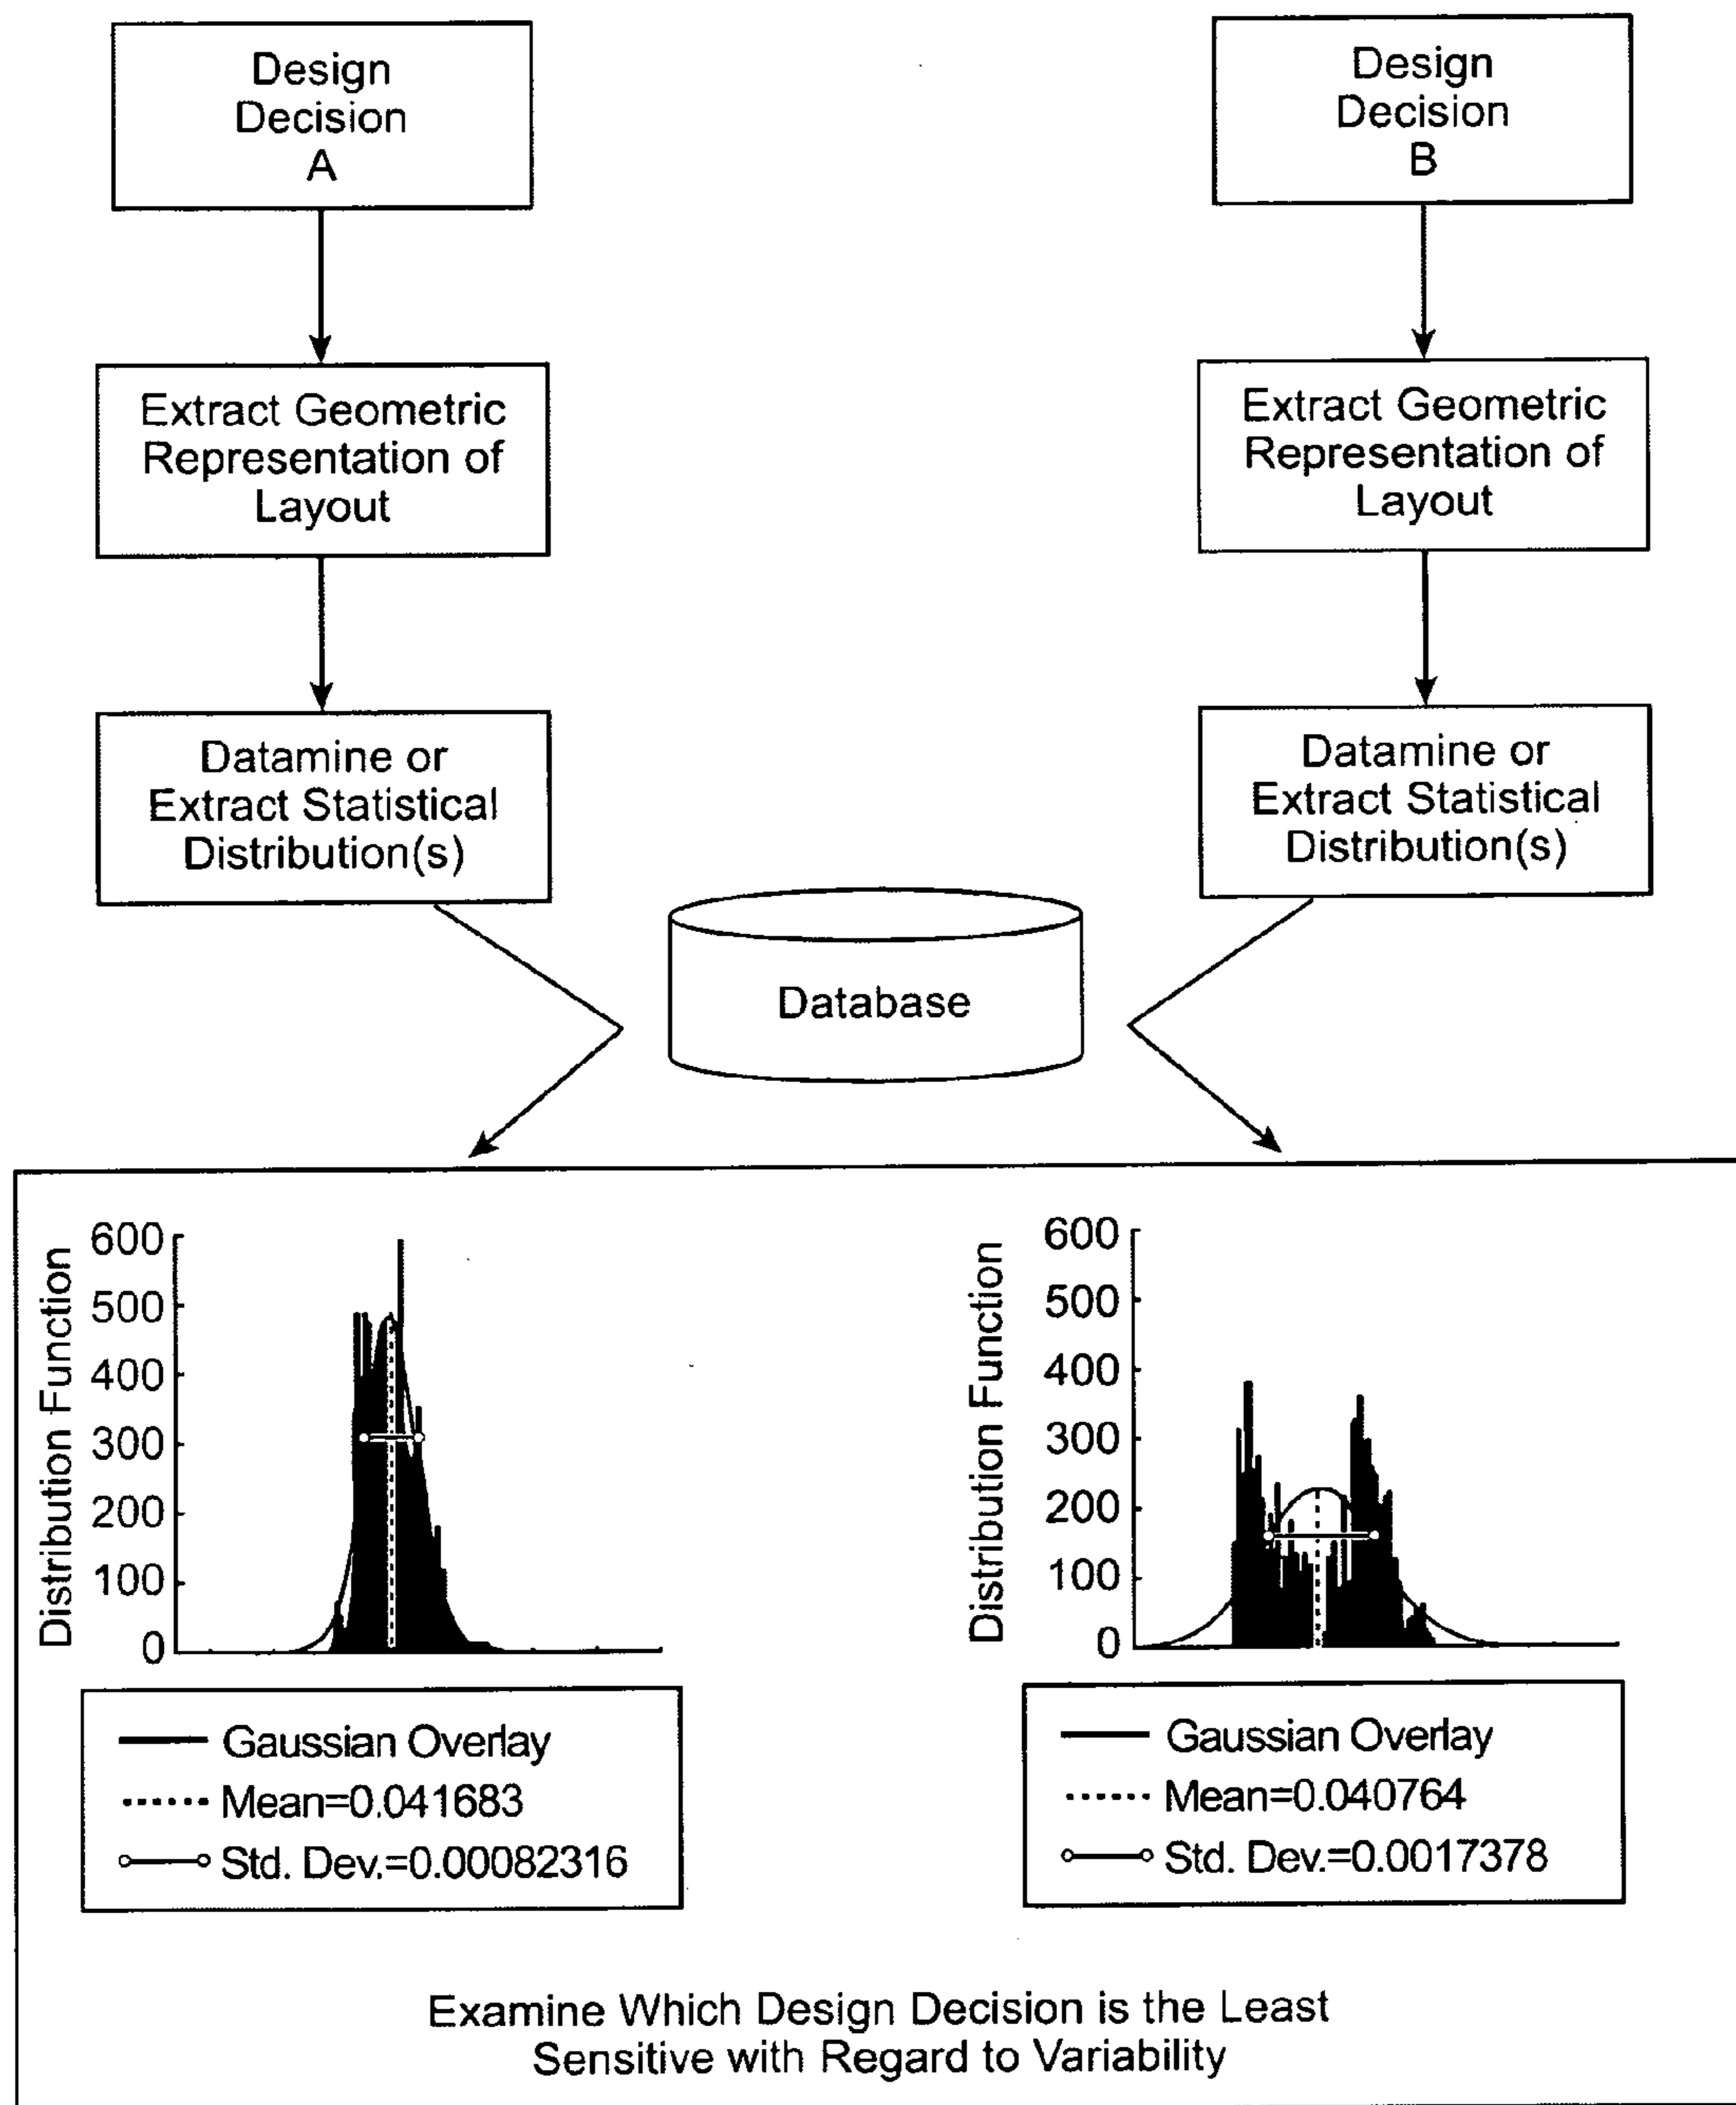 Design
Decision
A
Design
Decision
B
Extract Geometric
Representation of
Layout
Extract Geometric
Representation of
Layout
Datamine or
Extract Statistical
Distribution(s)
Datamine or
Extract Statistical
Distribution(s)
Database
Distribution Function
600
500
400
300
200
100
0
Gaussian Overlay
Mean=0.041683
Std. Dev.=0.00082316
Distribution Function
600
500
400
300
200
100
0
Gaussian Overlay
Mean=0.040764
Std. Dev.=0.0017378
Examine Which Design Decision is the Least
Sensitive with Regard to Variability